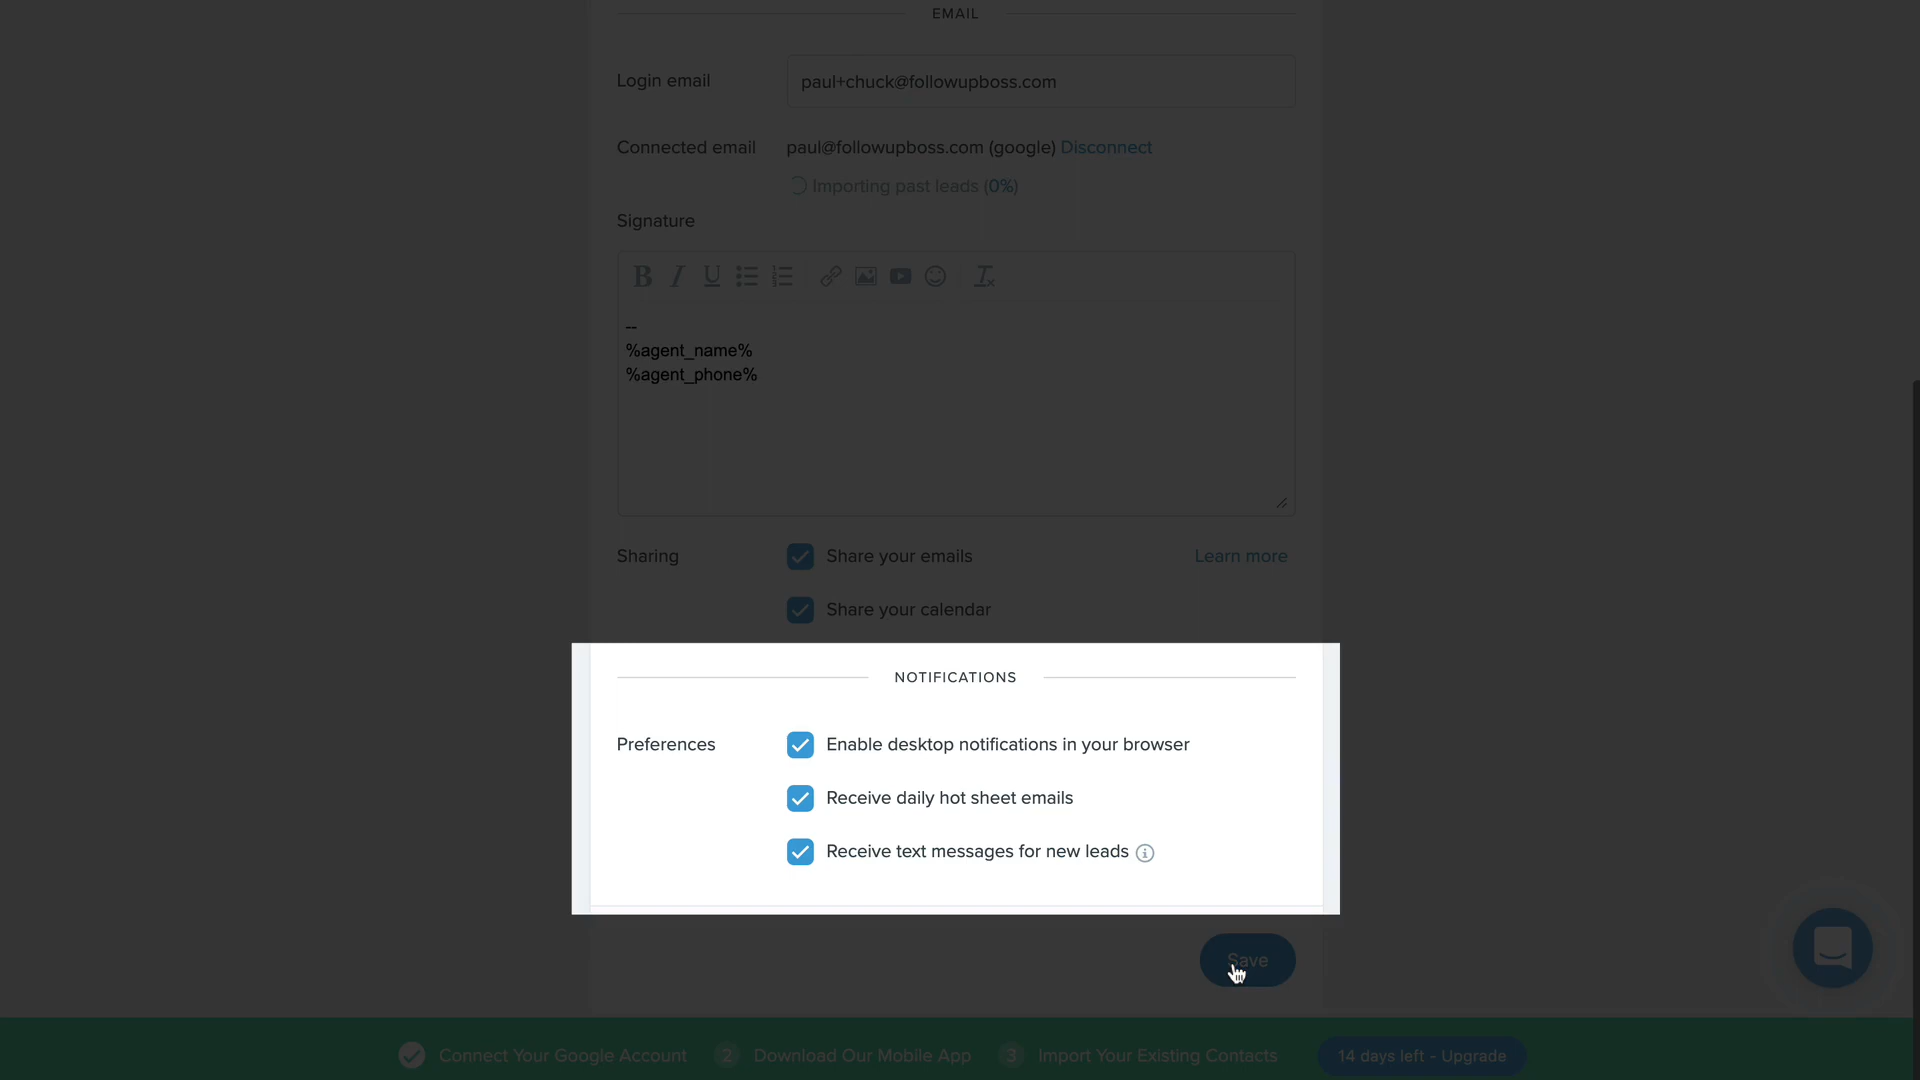 EMAIL
Login email
paul+chuck@followupboss.com
Connected email
paul@followupboss.com (google) Disconnect
Importing past leads (0%)
Signature
--
%agent_name%
%agent_phone%
Sharing
Share your emails
Learn more
Share your calendar
NOTIFICATIONS
Preferences
Enable desktop notifications in your browser
Receive daily hot sheet emails
Receive text messages for new leads
Save
Connect Your Google Account 2 Download Our Mobile App 3 Import Your Existing Contacts 14 days left - Upgrade